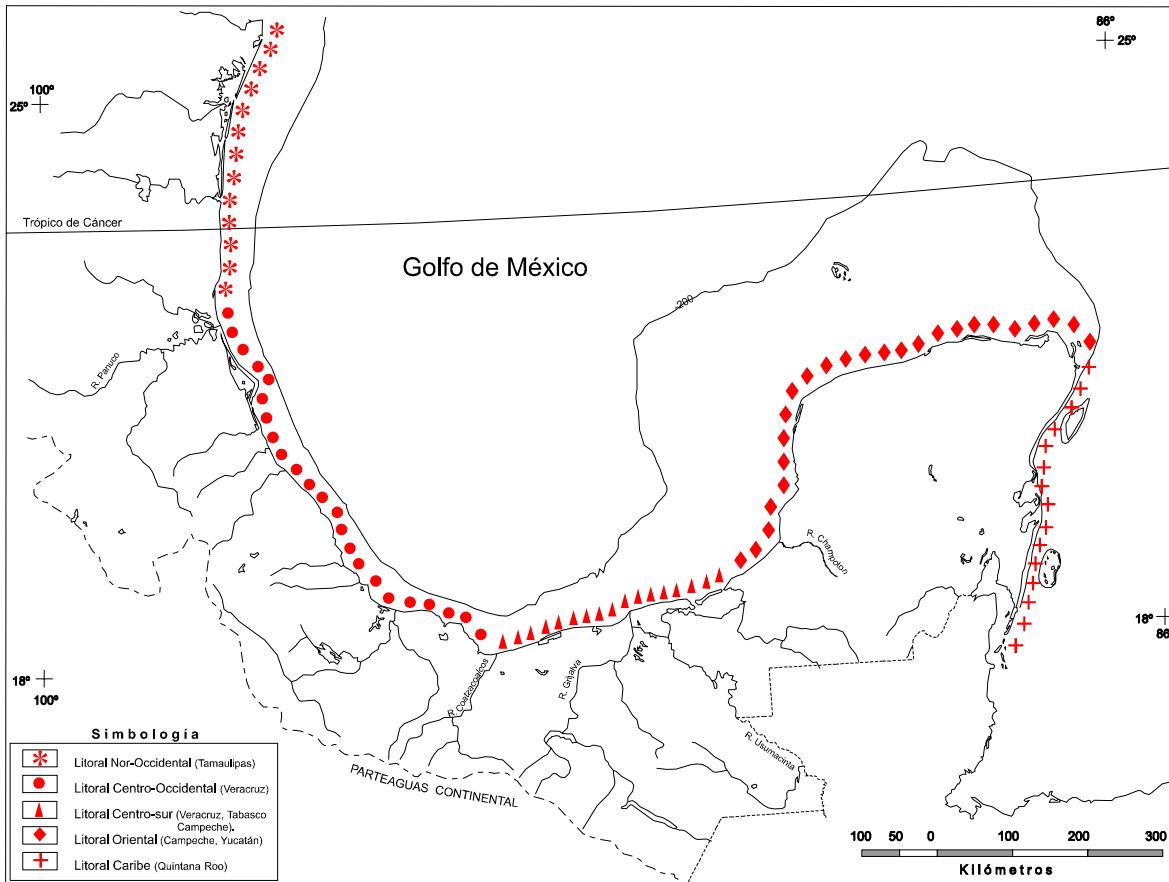 86º
25º
100º
25º
Trópico de Cáncer
Golfo de México
200
R. Panuco
R. Champoton
18º
86º
18º
100º
R. Coatzacoalcos
R. Grijalva
R. Usumacinta
PARTEAGUAS CONTINENTAL
Simbología
Litoral Nor-Occidental (Tamaulipas)
Litoral Centro-Occidental (Veracruz)
Litoral Centro-sur (Veracruz, Tabasco
Campeche).
Litoral Oriental (Campeche, Yucatán)
Litoral Caribe (Quintana Roo)
100 50 0 100 200 300
Kilómetros